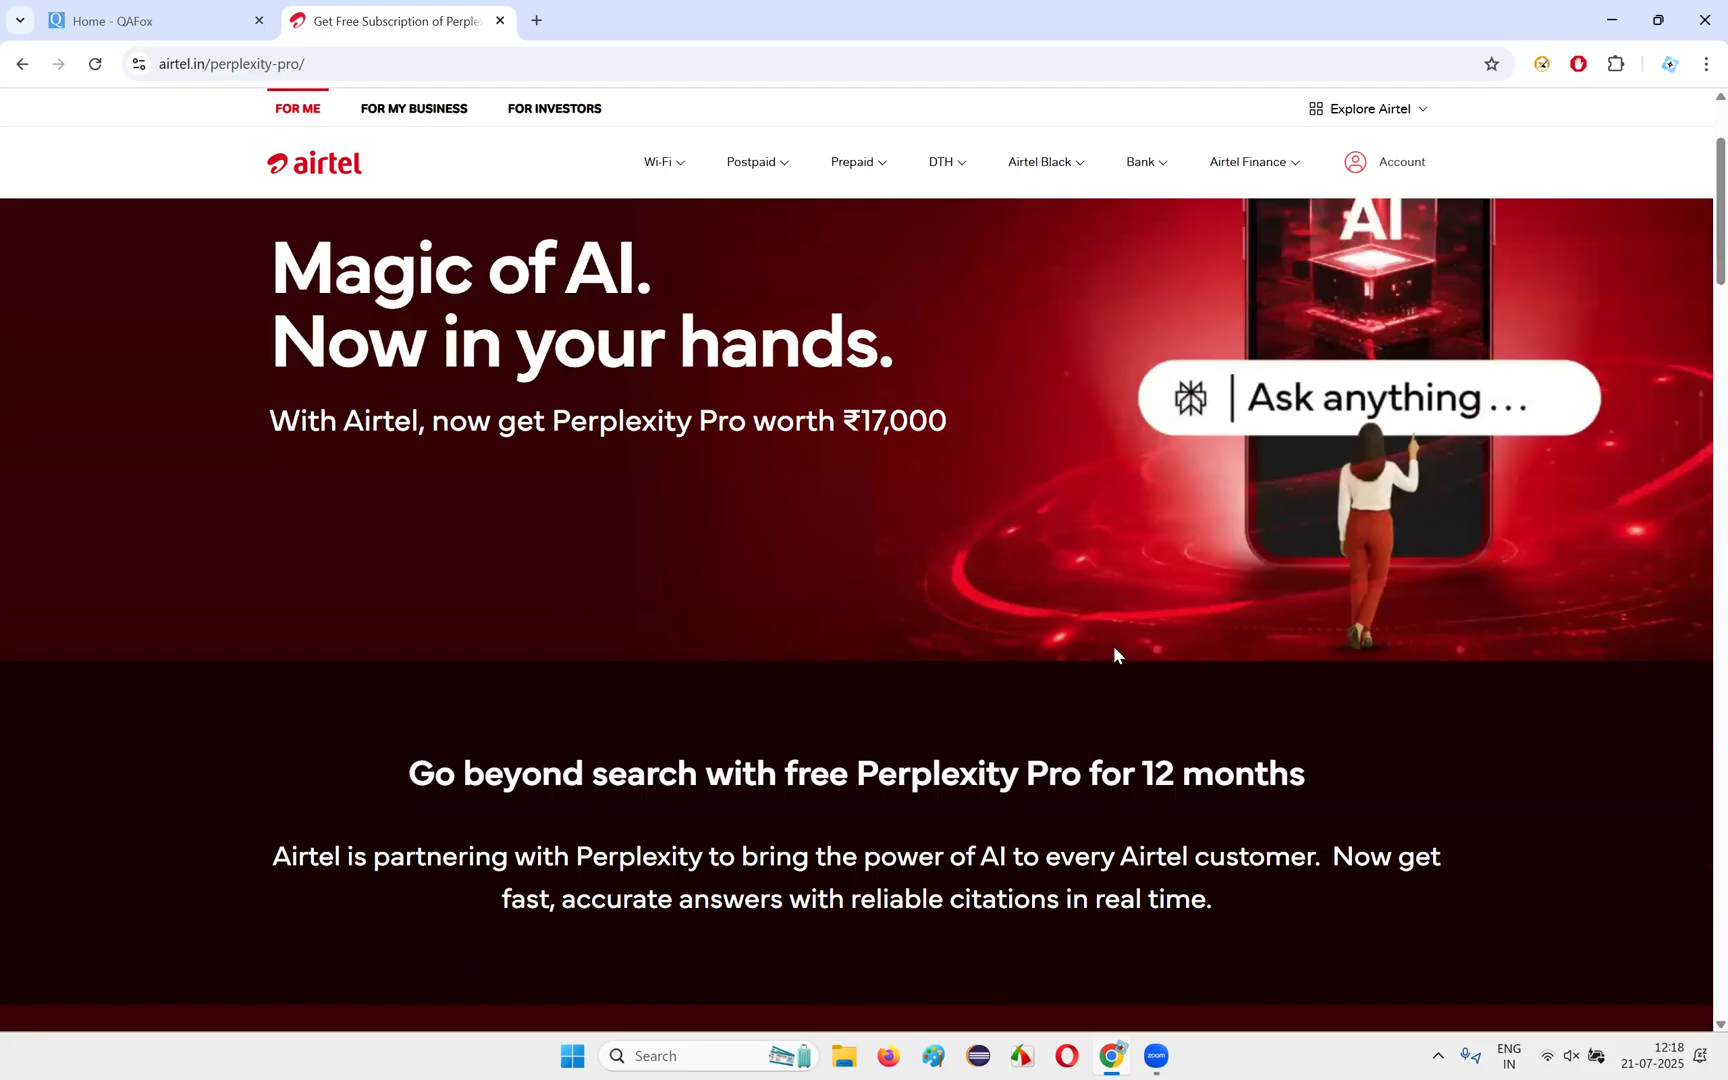 Home - QAFox
Get Free Subscription of Perple
airtel.in/perplexity-pro/
FOR ME
FOR MY BUSINESS
FOR INVESTORS
Explore Airtel
airtel
Wi-Fi
Postpaid
Prepaid
DTH
Airtel Black
Bank
Airtel Finance
Account
Magic of AI.
Now in your hands.
With Airtel, now get Perplexity Pro worth ₹17,000
AI
Ask anything...
Go beyond search with free Perplexity Pro for 12 months
Airtel is partnering with Perplexity to bring the power of AI to every Airtel customer. Now get
fast, accurate answers with reliable citations in real time.
Search
zoom
ENG
IN
12:18
21-07-2025